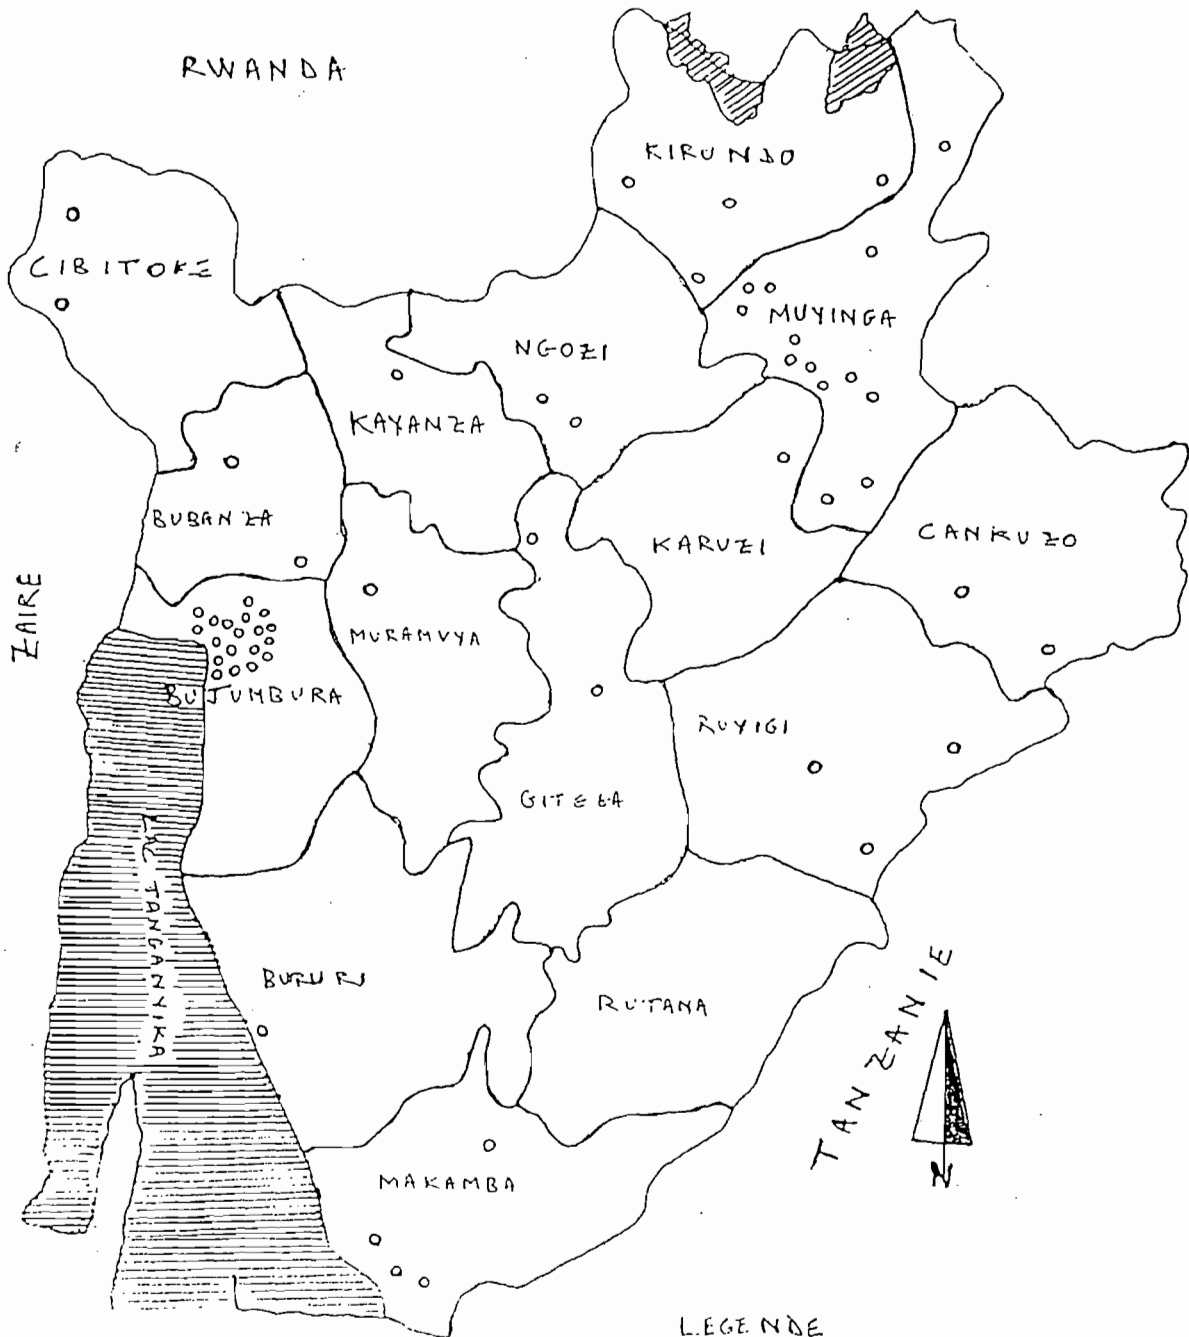 RWANDA
KIRUNDO
CIBITOKE
MUYINGA
NGOZI
KAYANZA
BUBANZA
KARUZI
CANKUZO
ZAIRE
MURAMVYA
BUJUMBURA
RUYIGI
GITEGA
LAC TANGANYIKA
BURURI
RUTANA
TANZANIE
MAKAMBA
N
LEGENDE